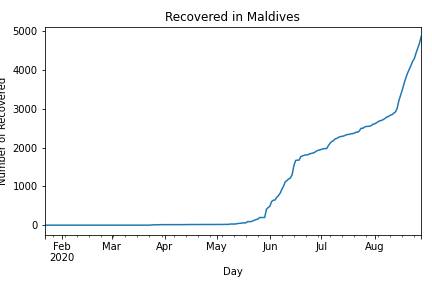 Recovered in Maldives
Number of Recovered
5000
4000
3000
2000
1000
0
Feb Mar Apr May Jun Jul Aug
2020
Day